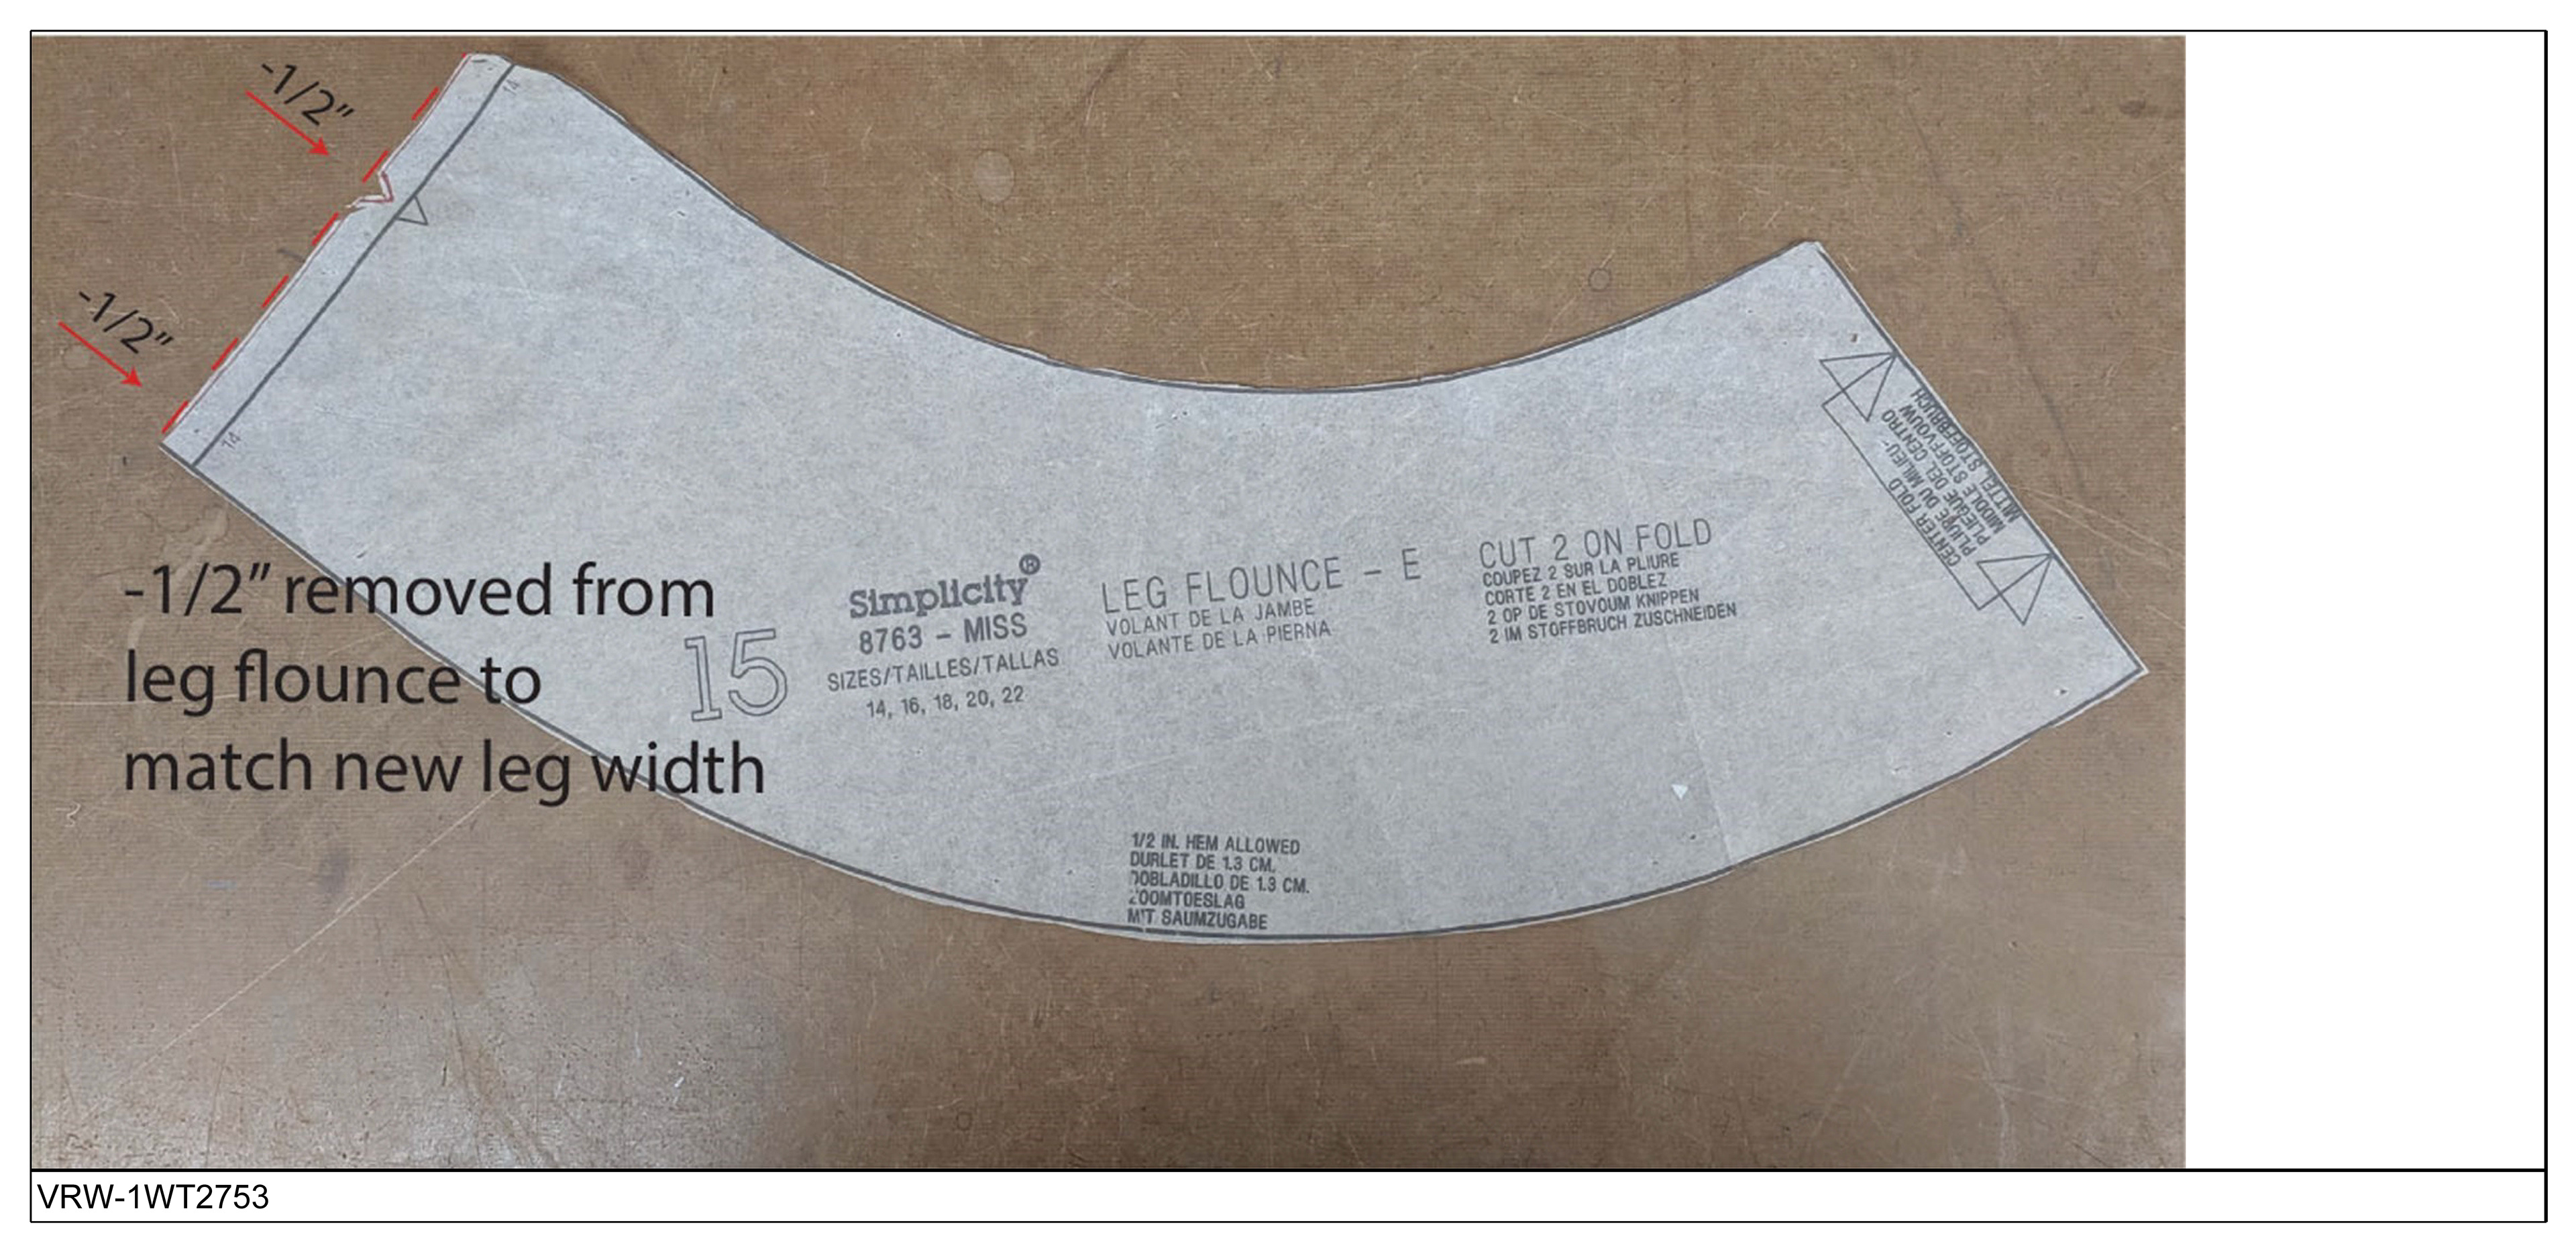 -1/2"
-1/2"
14
14
-1/2" removed from
leg flounce to
match new leg width
15
Simplicity®
8763 - MISS
SIZES/TAILLES/TALLAS
14, 16, 18, 20, 22
LEG FLOUNCE - E
VOLANT DE LA JAMBE
VOLANTE DE LA PIERNA
CUT 2 ON FOLD
COUPEZ 2 SUR LA PLIURE
CORTE 2 EN EL DOBLEZ
2 OP DE STOVOUM KNIPPEN
2 IM STOFFBRUCH ZUSCHNEIDEN
CENTER FOLD
PLIURE DU MILIEU-
PLIEGUE DEL CENTRO
MIDDLE STOFFVOUW
MITTEL STOFFBRUCH
1/2 IN. HEM ALLOWED
OURLET DE 1.3 CM.
DOBLADILLO DE 1.3 CM.
ZOOMTOESLAG
MIT SAUMZUGABE
VRW-1WT2753